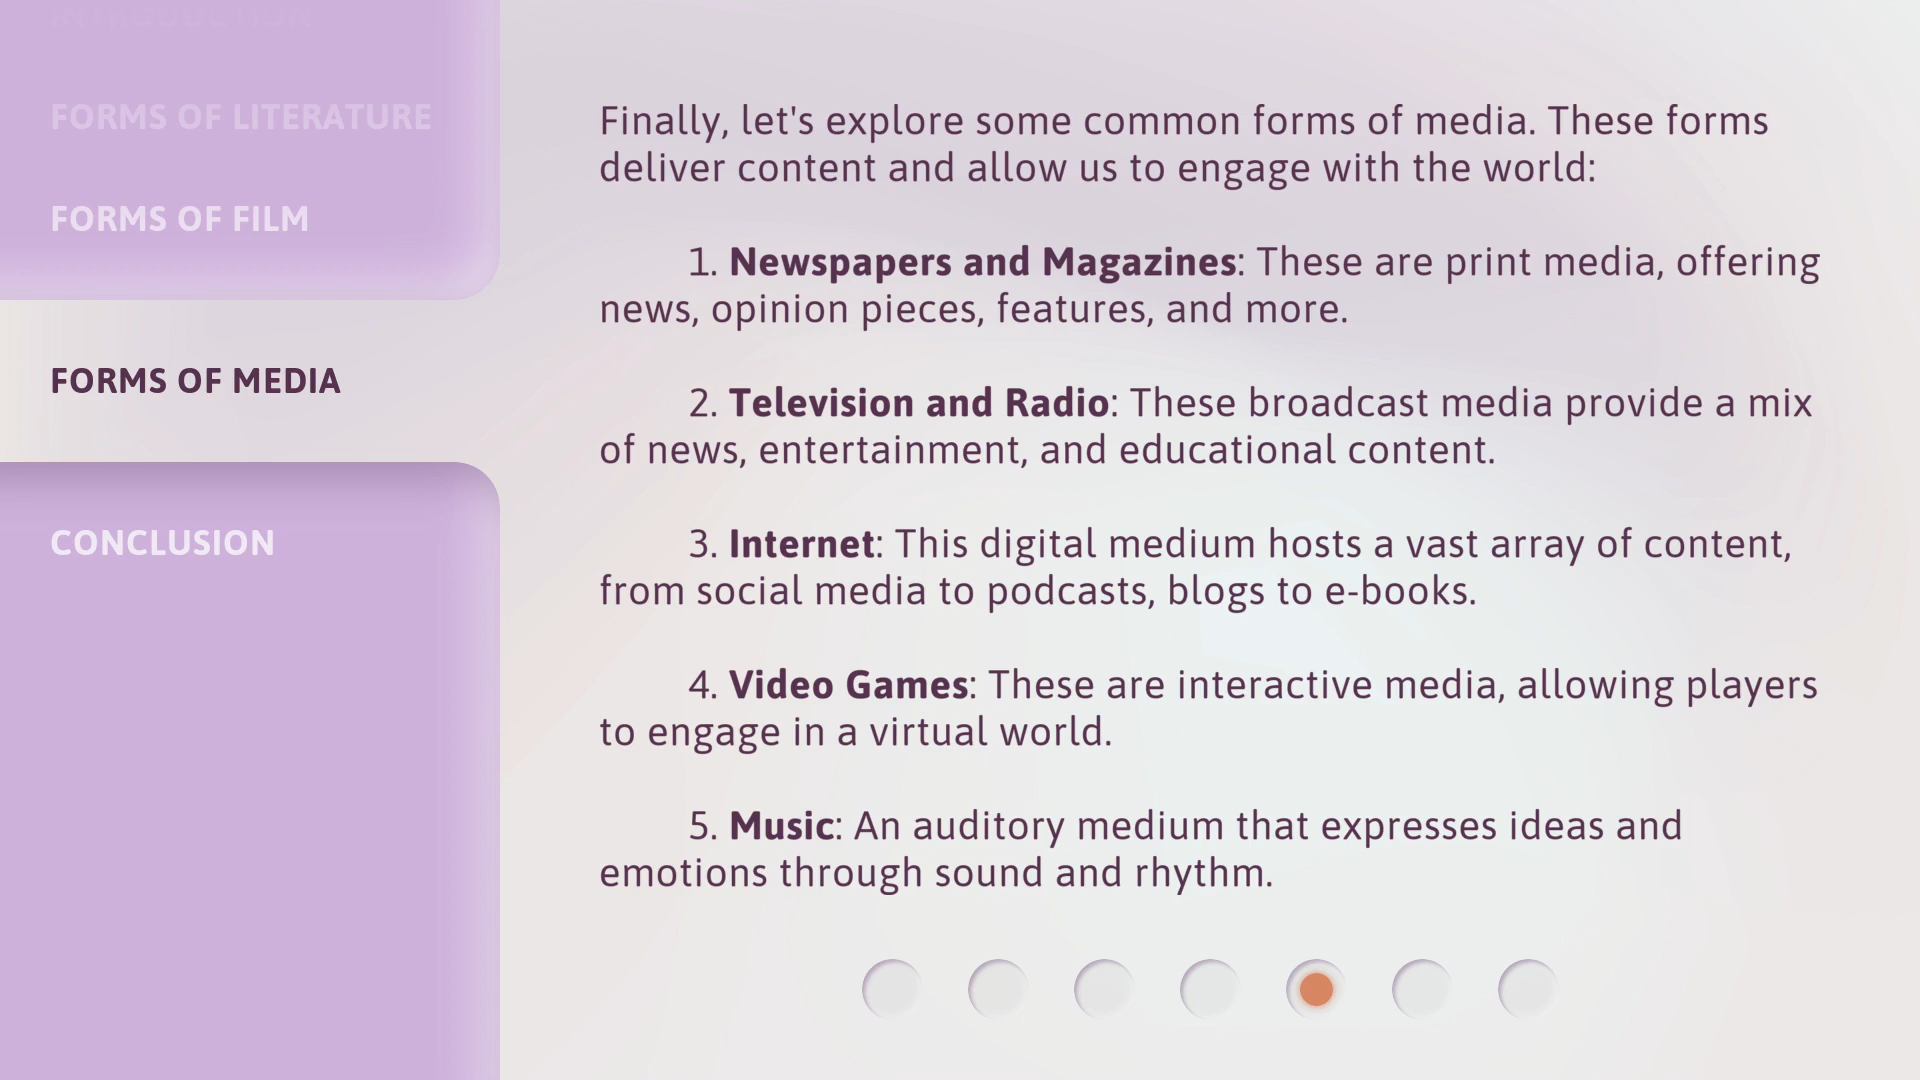 FORMS OF LITERATURE
FORMS OF FILM
FORMS OF MEDIA
CONCLUSION
Finally, let's explore some common forms of media. These forms
deliver content and allow us to engage with the world:
1. Newspapers and Magazines: These are print media, offering
news, opinion pieces, features, and more.
2. Television and Radio: These broadcast media provide a mix
of news, entertainment, and educational content.
3. Internet: This digital medium hosts a vast array of content,
from social media to podcasts, blogs to e-books.
4. Video Games: These are interactive media, allowing players
to engage in a virtual world.
5. Music: An auditory medium that expresses ideas and
emotions through sound and rhythm.